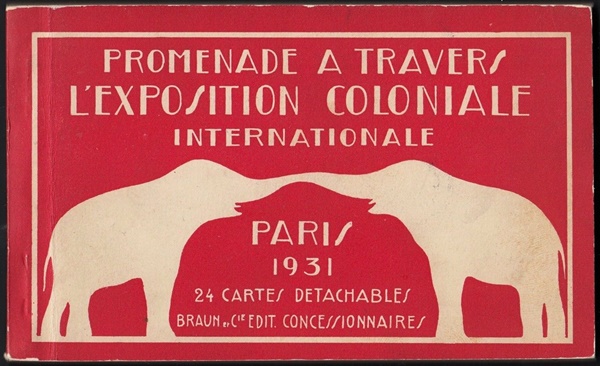 PROMENADE A TRAVERS
L'EXPOSITION COLONIALE
INTERNATIONALE
PARIS
1931
24 CARTES DETACHABLES
BRAUN ET CIE EDIT. CONCESSIONNAIRES